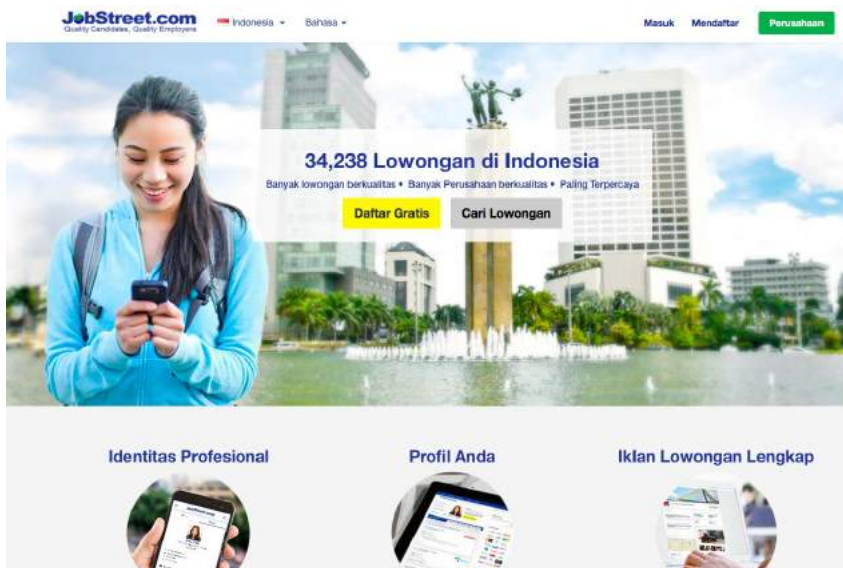 JobStreet.com
Quality Candidates, Quality Employers
Indonesia
Bahasa
Masuk
Mendaftar
Perusahaan
34,238 Lowongan di Indonesia
Banyak lowongan berkualitas • Banyak Perusahaan berkualitas • Paling Terpercaya
Daftar Gratis
Cari Lowongan
Identitas Profesional
Profil Anda
Iklan Lowongan Lengkap